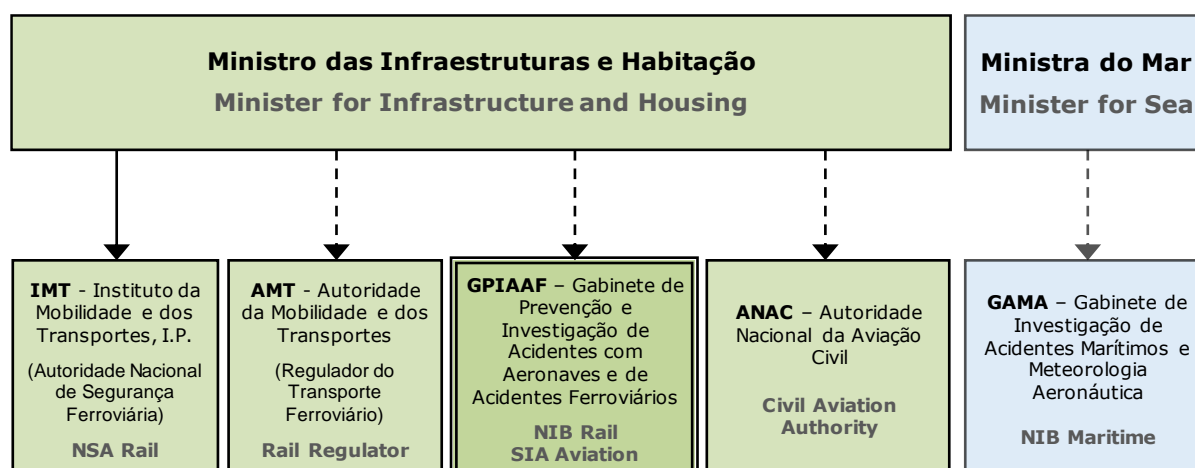 Ministro das Infraestruturas e Habitação
Minister for Infrastructure and Housing
Ministra do Mar
Minister for Sea
IMT - Instituto da
Mobilidade e dos
Transportes, I.P.
(Autoridade Nacional
de Segurança
Ferroviária)
NSA Rail
AMT - Autoridade
da Mobilidade e dos
Transportes
(Regulador do
Transporte
Ferroviário)
Rail Regulator
GPIAAF – Gabinete de
Prevenção e
Investigação de
Acidentes com
Aeronaves e de
Acidentes Ferroviários
NIB Rail
SIA Aviation
ANAC – Autoridade
Nacional da Aviação
Civil
Civil Aviation
Authority
GAMA – Gabinete de
Investigação de
Acidentes Marítimos e
Meteorologia
Aeronáutica
NIB Maritime